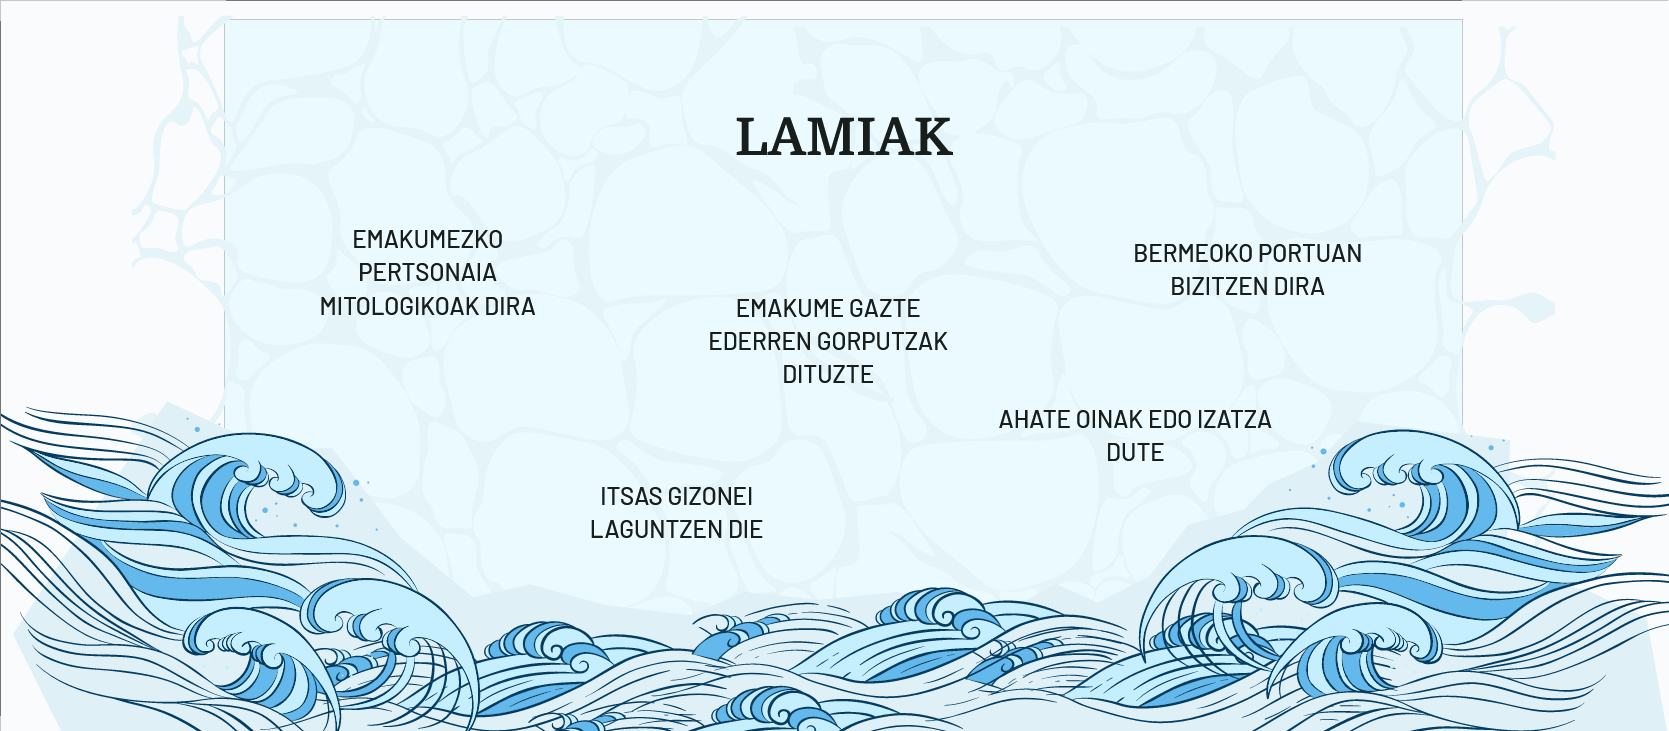 LAMIAK
EMAKUMEZKO
PERTSONAIA
MITOLOGIKOAK DIRA
EMAKUME GAZTE
EDERREN GORPUTZAK
DITUZTE
BERMEOKO PORTUAN
BIZITZEN DIRA
AHATE OINAK EDO IZATZA
DUTE
ITSAS GIZONEI
LAGUNTZEN DIE